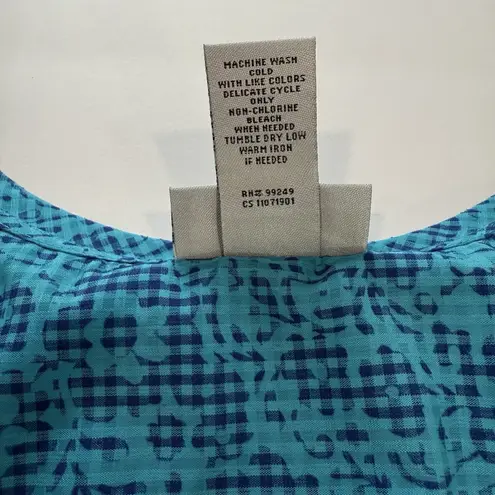 MACHINE WASH
COLD
WITH LIKE COLORS
DELICATE CYCLE
ONLY
NON-CHLORINE
BLEACH
WHEN NEEDED
TUMBLE DRY LOW
WARM IRON
IF NEEDED
RN# 99249
CS 11071901